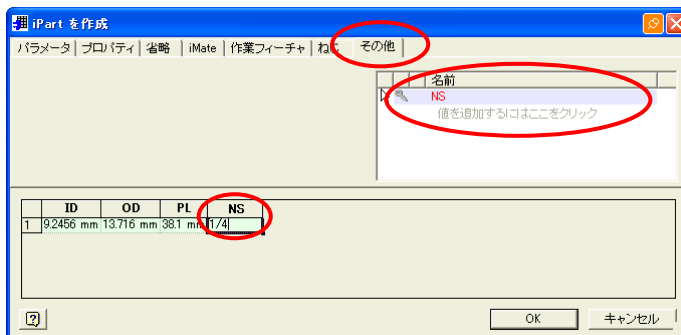 iPart を作成
パラメータ プロパティ 省略 iMate 作業フィーチャ ねじ その他
名前
NS
値を追加するにはここをクリック
ID OD PL NS
1 9.2456 mm 13.716 mm 38.1 mm 1/4
OK キャンセル